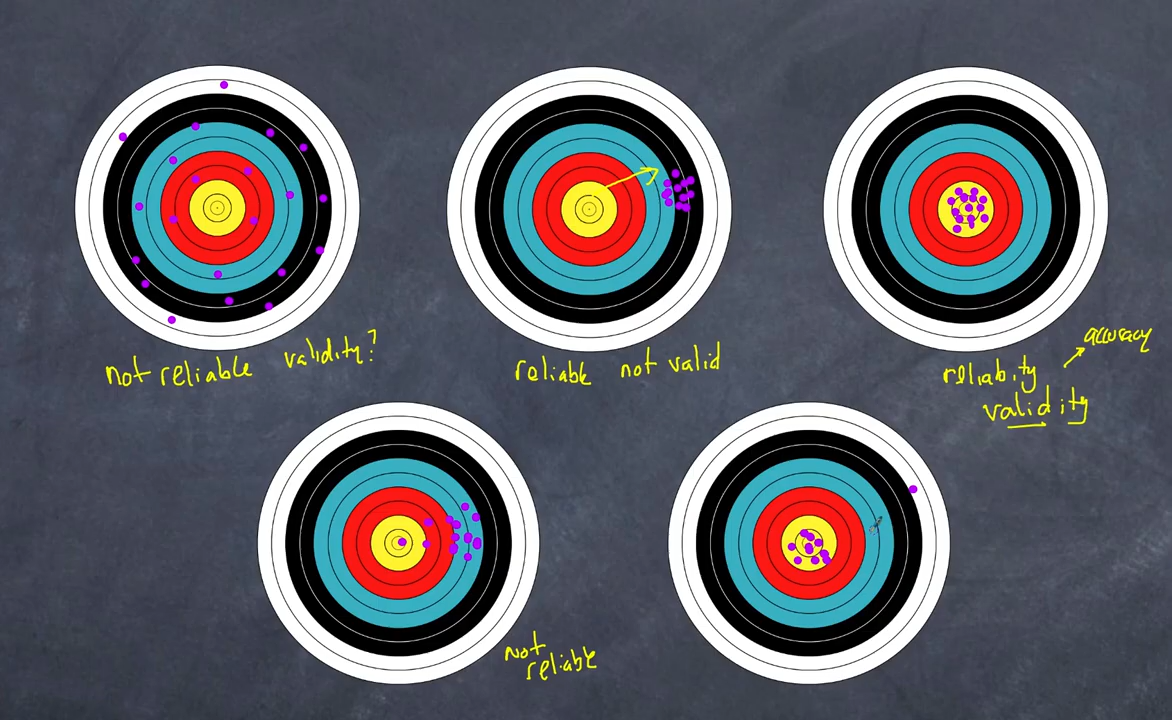 not reliable validity?
reliable not valid
accuracy
reliability
validity
not
reliable